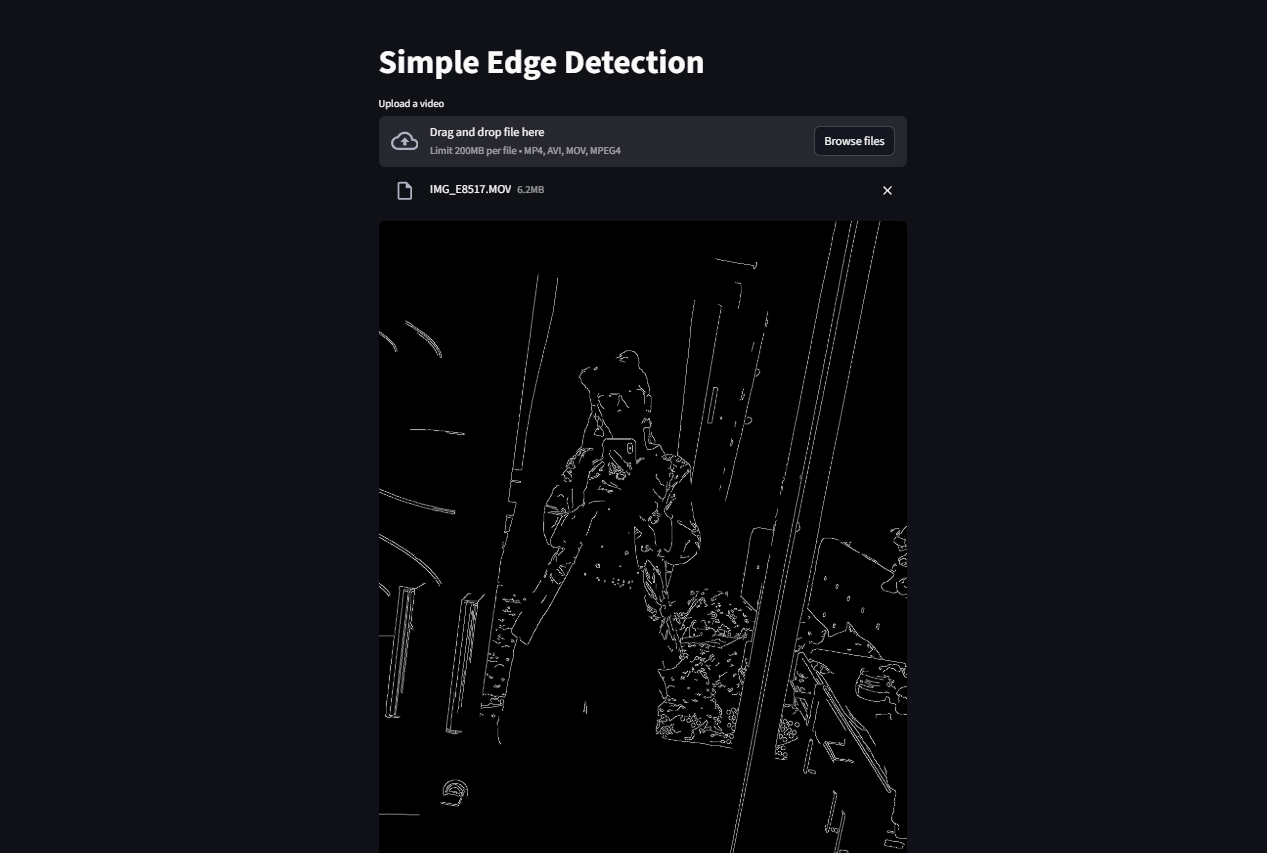 Simple Edge Detection
Upload a video
Drag and drop file here
Limit 200MB per file • MP4, AVI, MOV, MPEG4
Browse files
IMG_E8517.MOV 6.2MB